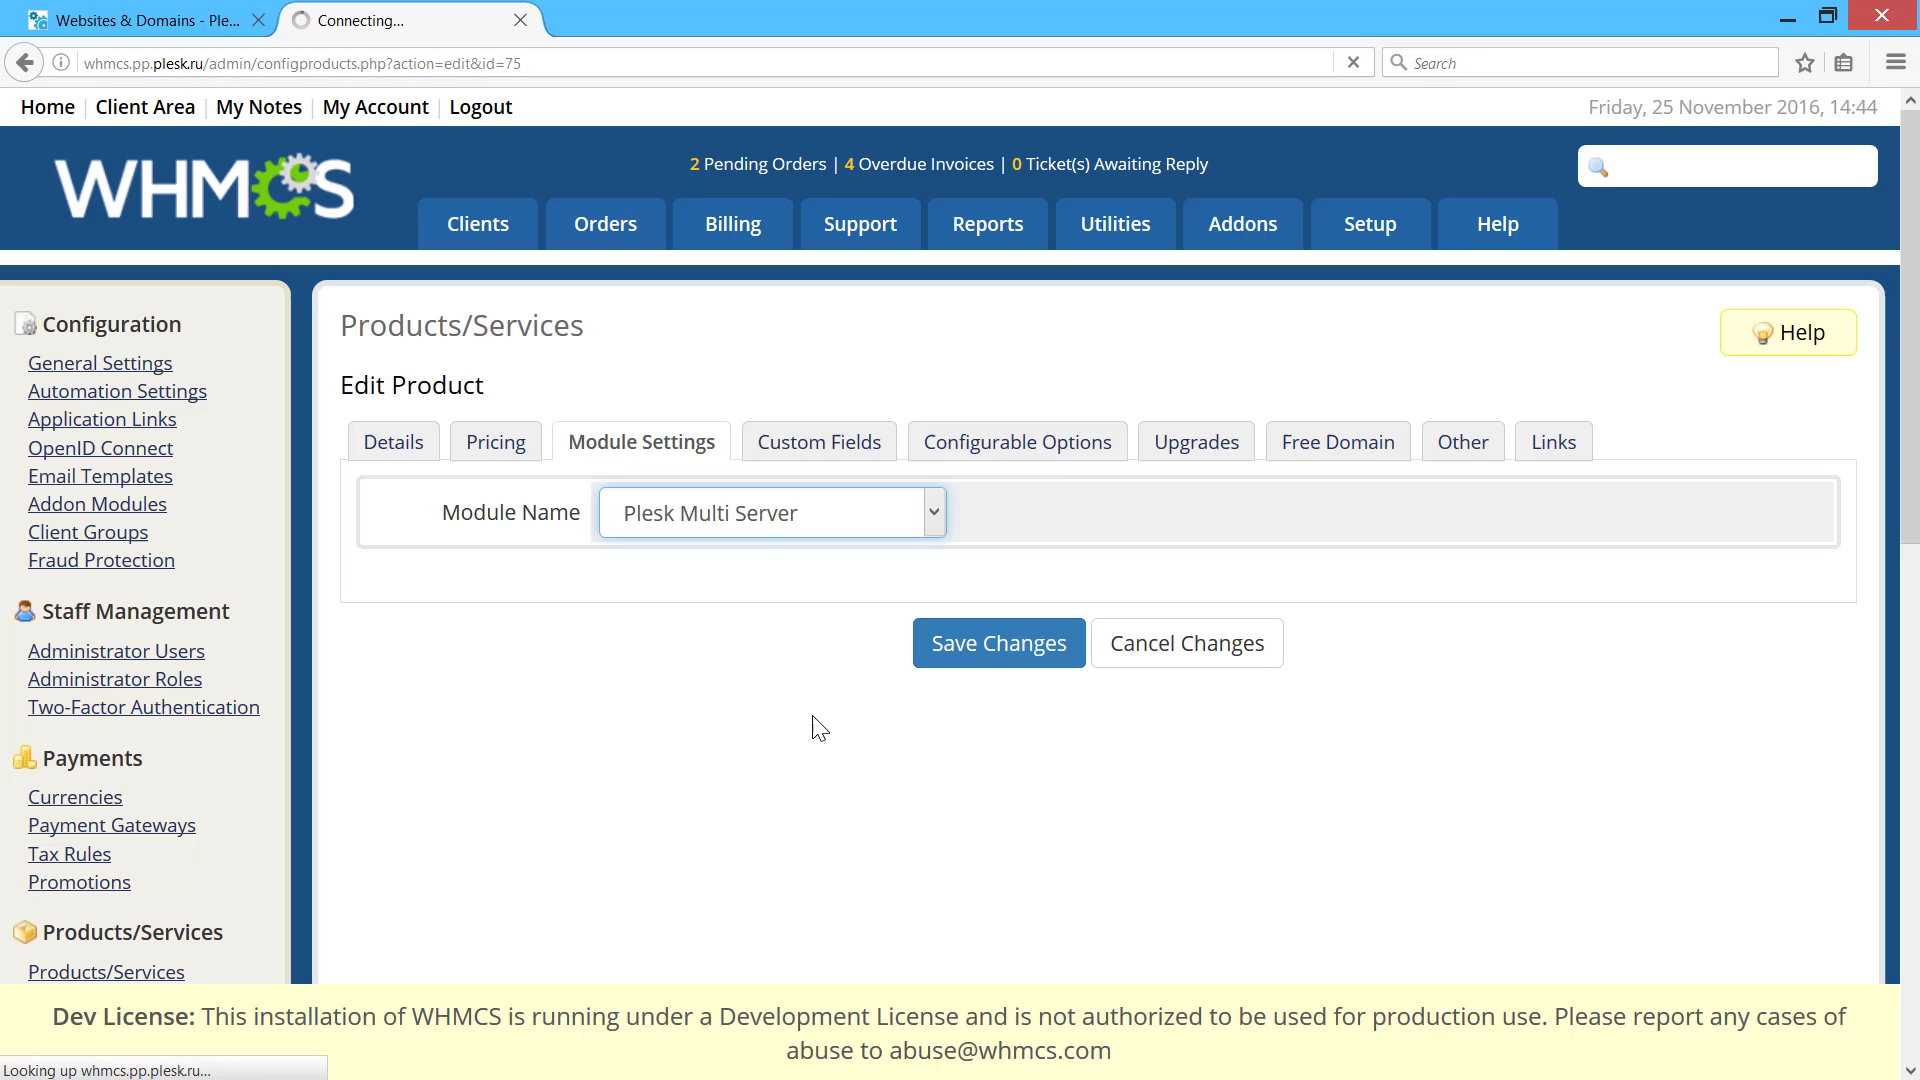 Websites & Domains - Ple...
Connecting...
whmcs.pp.plesk.ru/admin/configproducts.php?action=edit&id=75
Search
Home
Client Area
My Notes
My Account
Logout
Friday, 25 November 2016, 14:44
WHMCS
2 Pending Orders | 4 Overdue Invoices | 0 Ticket(s) Awaiting Reply
Clients
Orders
Billing
Support
Reports
Utilities
Addons
Setup
Help
Configuration
General Settings
Automation Settings
Application Links
OpenID Connect
Email Templates
Addon Modules
Client Groups
Fraud Protection
Staff Management
Administrator Users
Administrator Roles
Two-Factor Authentication
Payments
Currencies
Payment Gateways
Tax Rules
Promotions
Products/Services
Products/Services
Products/Services
Help
Edit Product
Details
Pricing
Module Settings
Custom Fields
Configurable Options
Upgrades
Free Domain
Other
Links
Module Name
Plesk Multi Server
Save Changes
Cancel Changes
Dev License: This installation of WHMCS is running under a Development License and is not authorized to be used for production use. Please report any cases of
abuse to abuse@whmcs.com
Looking up whmcs.pp.plesk.ru...